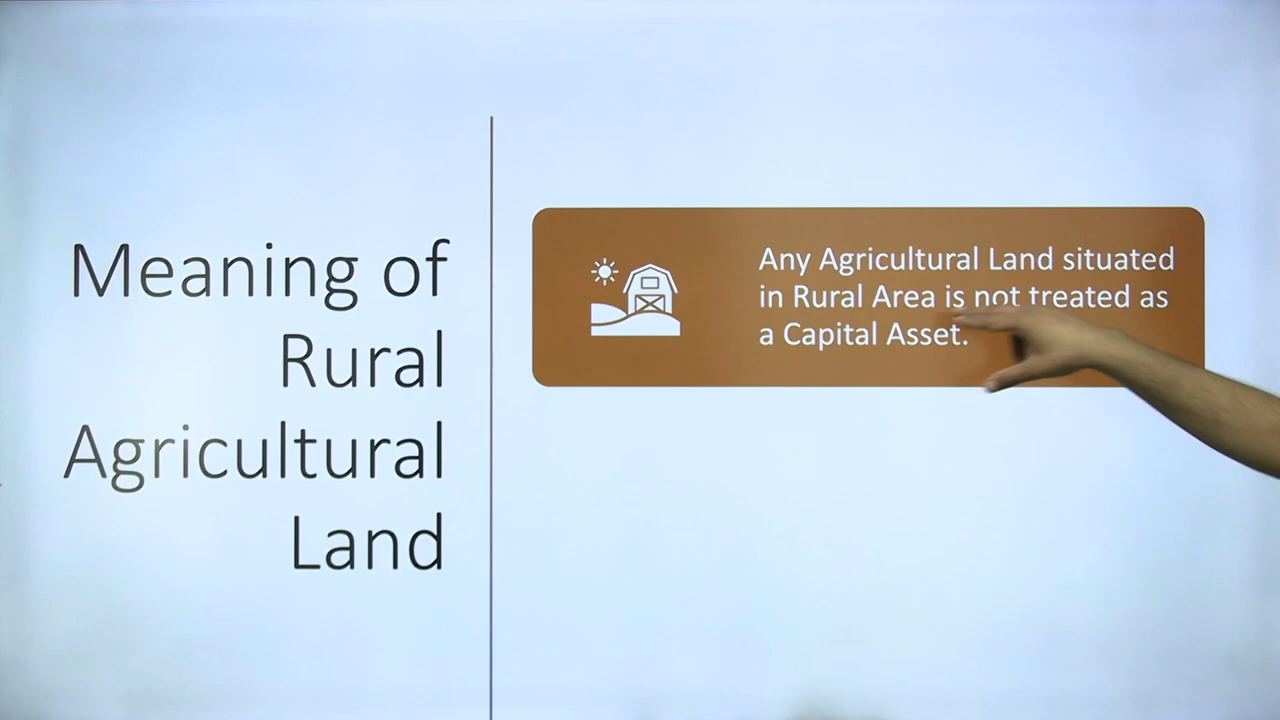 Meaning of
Rural
Agricultural
Land
Any Agricultural Land situated
in Rural Area is not treated as
a Capital Asset.